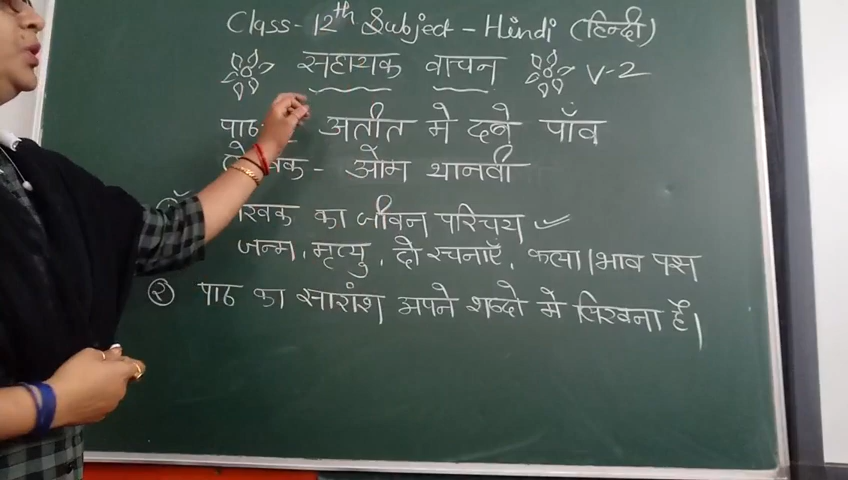 Class- 12th Subject - Hindi (हिन्दी)
सहायक वाचन V-2
पाठ - अतीत मे दबे पाँव
- ओम थानवी
का जीवन परिचय
जन्म, मृत्यु, दो रचनाएँ, कला/भाव पक्ष
② पाठ का सारांश अपने शब्दो मे लिखना है।